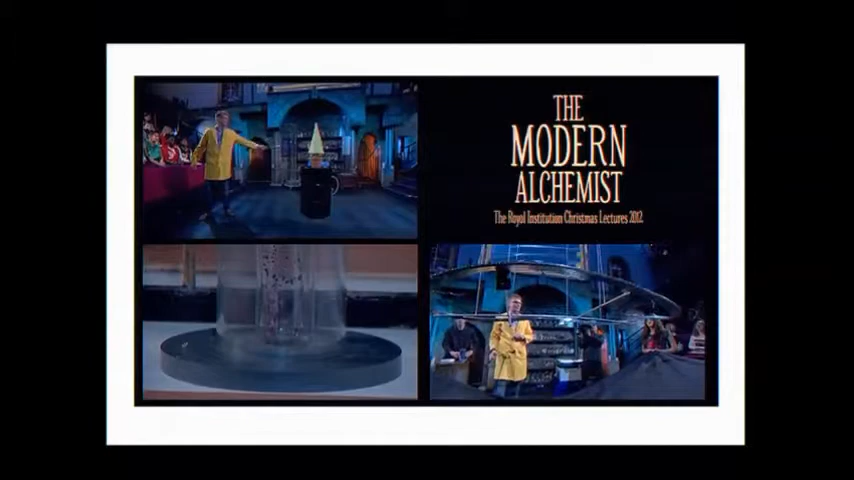 THE
MODERN
ALCHEMIST
The Royal Institution Christmas Lectures 2012